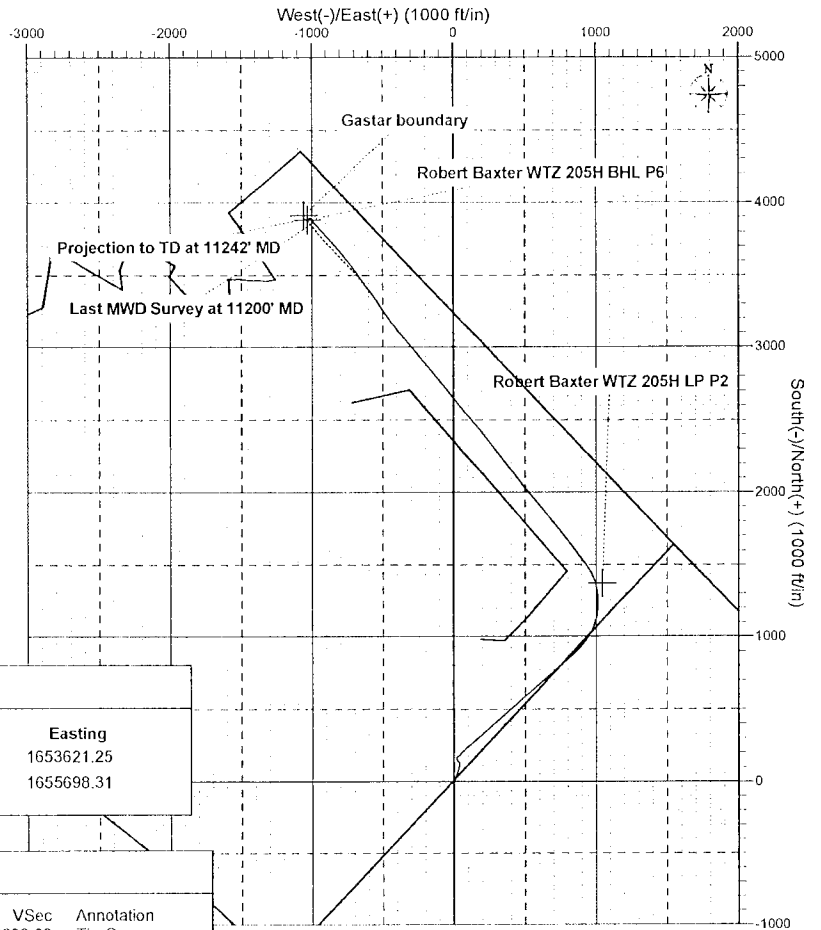 West(-)/East(+) (1000 ft/in)
-3000 -2000 -1000 0 1000 2000
5000
N
Gastar boundary
Robert Baxter WTZ 205H BHL P6
4000
Projection to TD at 11242' MD
Last MWD Survey at 11200' MD
3000
Robert Baxter WTZ 205H LP P2
South(-)/North(+) (1000 ft/in)
2000
1000
Easting
1653621.25
1655698.31
0
VSec Annotation
-1000